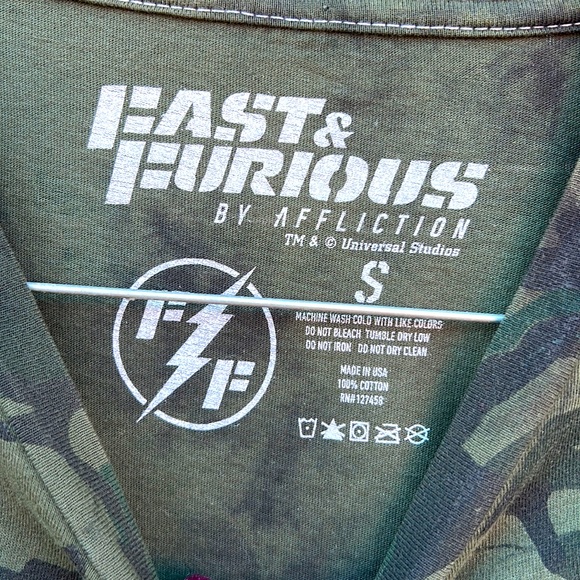 FAST &
FURIOUS
BY AFFLICTION
TM & © Universal Studios
S
F F
MACHINE WASH COLD WITH LIKE COLORS
DO NOT BLEACH TUMBLE DRY LOW
DO NOT IRON DO NOT DRY CLEAN
MADE IN USA
100% COTTON
RN#127458